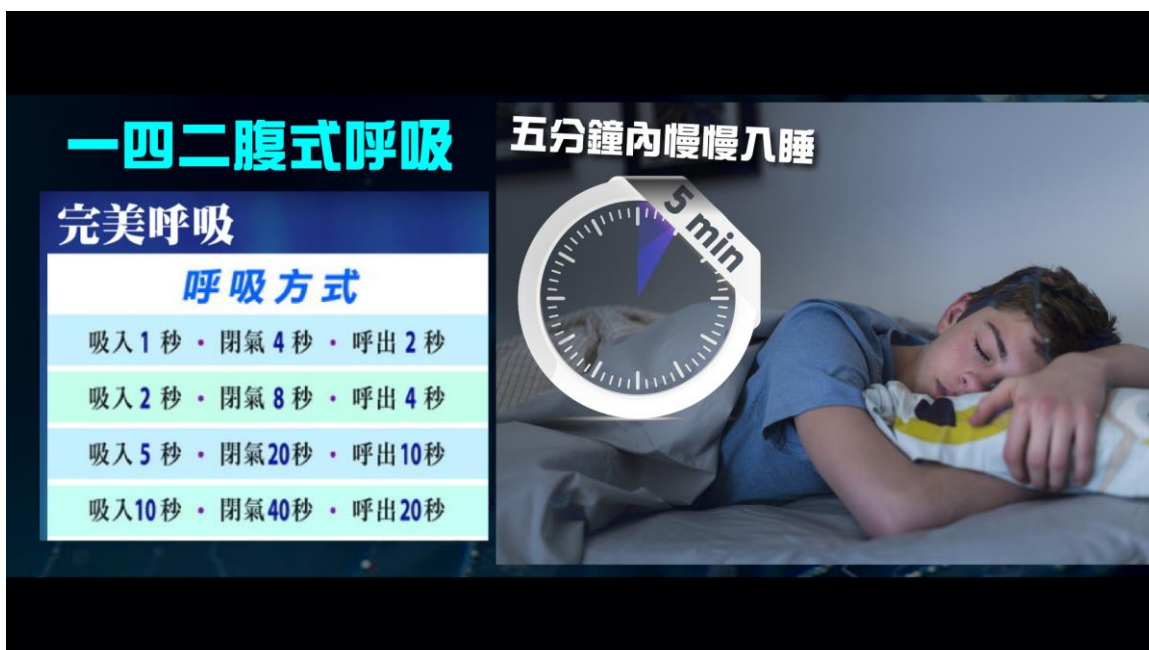 一四二腹式呼吸
完美呼吸
呼吸方式
吸入1秒・閉氣4秒・呼出2秒
吸入2秒・閉氣8秒・呼出4秒
吸入5秒・閉氣20秒・呼出10秒
吸入10秒・閉氣40秒・呼出20秒
五分鐘內慢慢入睡
5 min